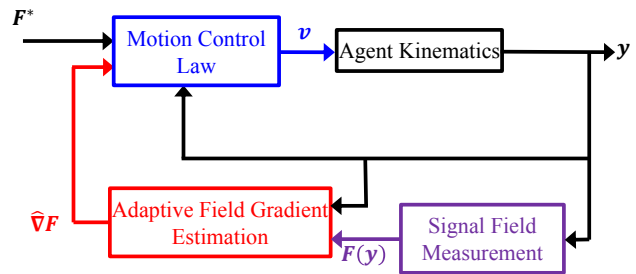 F*
Motion Control
Law
v
Agent Kinematics
y
∇̂F
Adaptive Field Gradient
Estimation
F(y)
Signal Field
Measurement